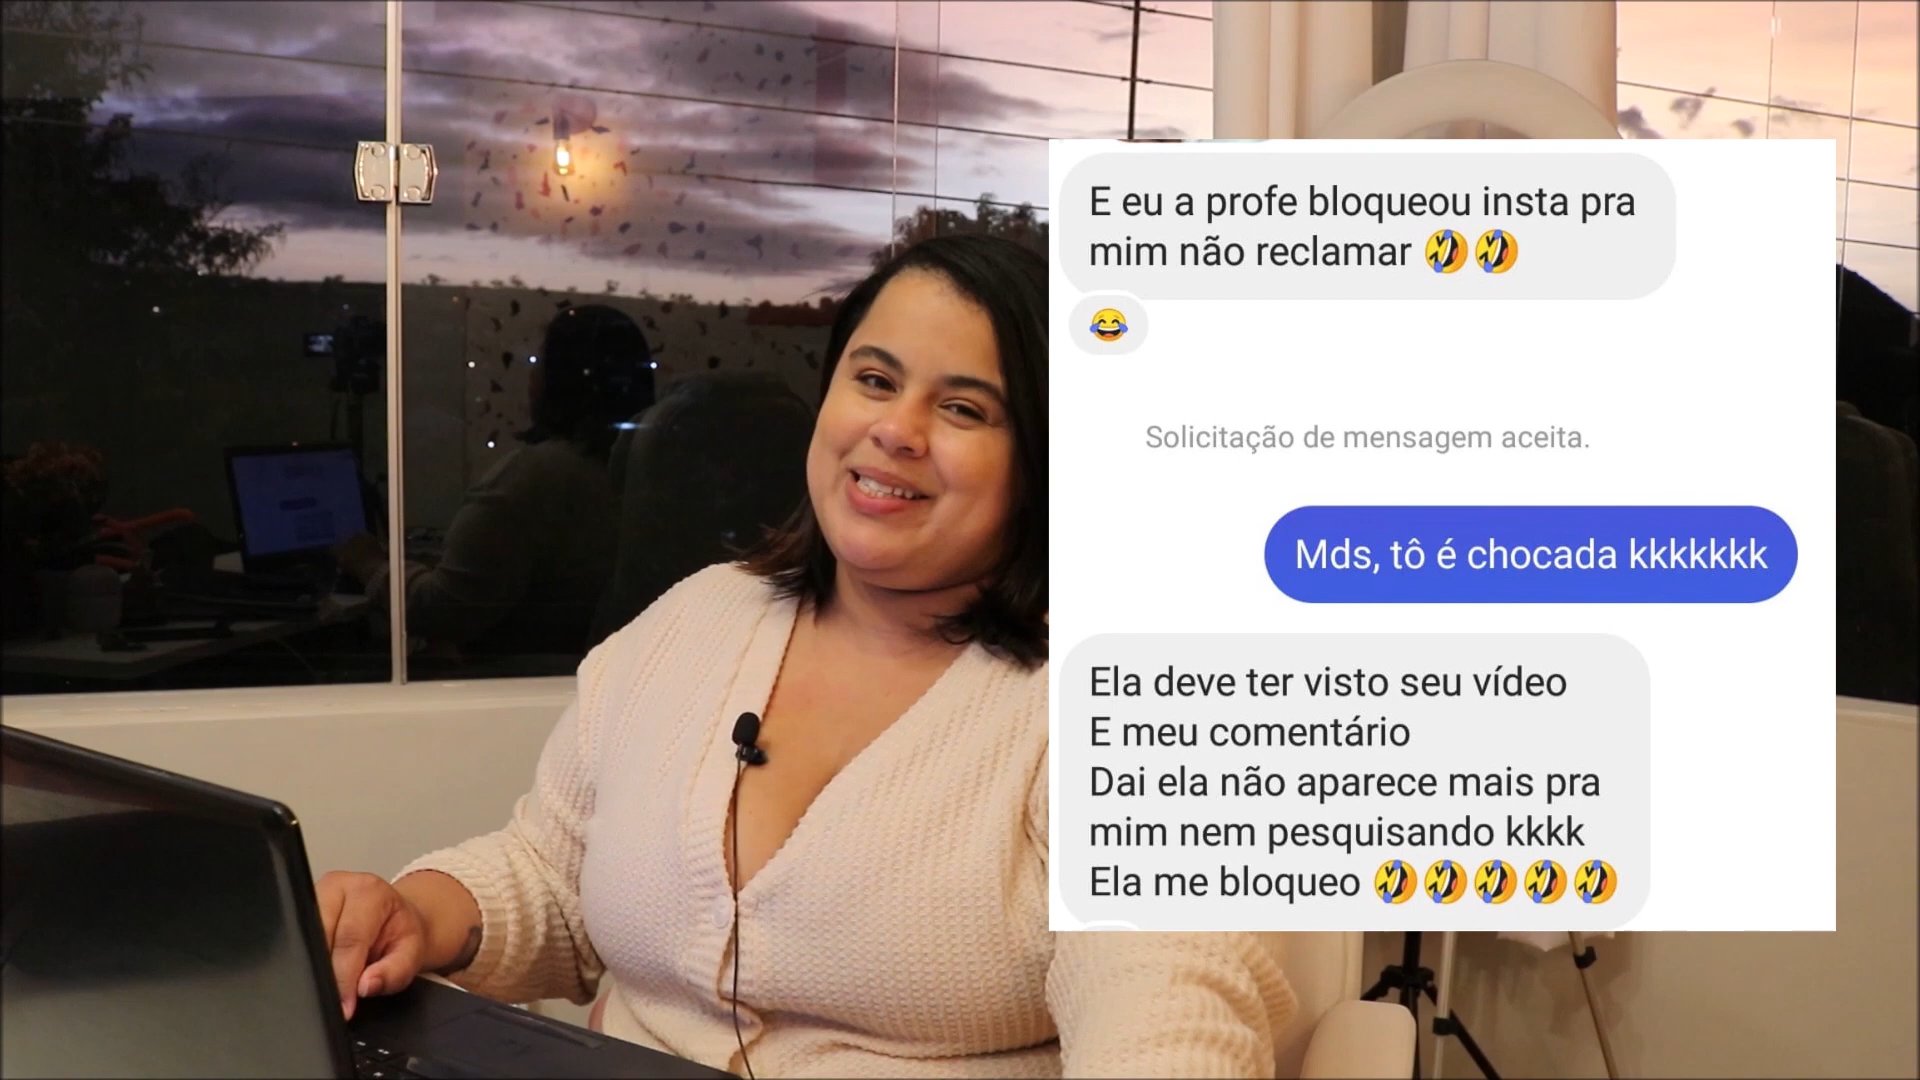 E eu a profe bloqueou insta pra
mim não reclamar 🤣🤣
😂
Solicitação de mensagem aceita.
Mds, tô é chocada kkkkkkk
Ela deve ter visto seu vídeo
E meu comentário
Dai ela não aparece mais pra
mim nem pesquisando kkkk
Ela me bloqueo 🤣🤣🤣🤣🤣